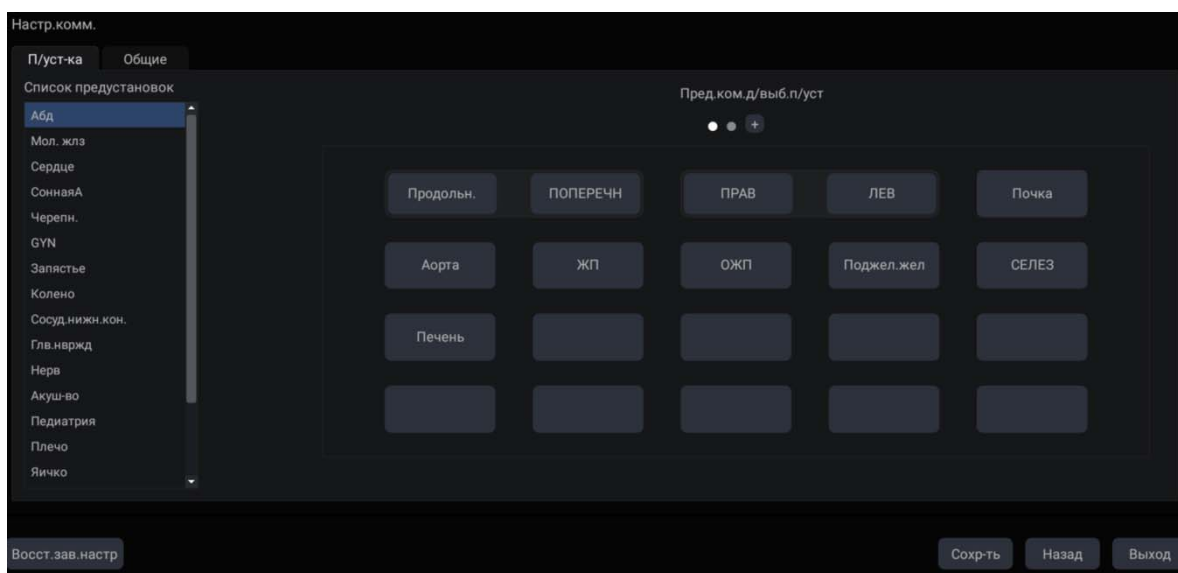 Настр.комм.
П/уст-ка Общие
Список предустановок
Абд
Мол. жлз
Сердце
СоннаяА
Черепн.
GYN
Запястье
Колено
Сосуд.нижн.кон.
Глв.нвржд
Нерв
Акуш-во
Педиатрия
Плечо
Яичко
Пред.ком.д/выб.п/уст
+
Продольн. ПОПЕРЕЧН ПРАВ ЛЕВ Почка
Аорта ЖП ОЖП Поджел.жел СЕЛЕЗ
Печень
Восст.зав.настр Сохр-ть Назад Выход